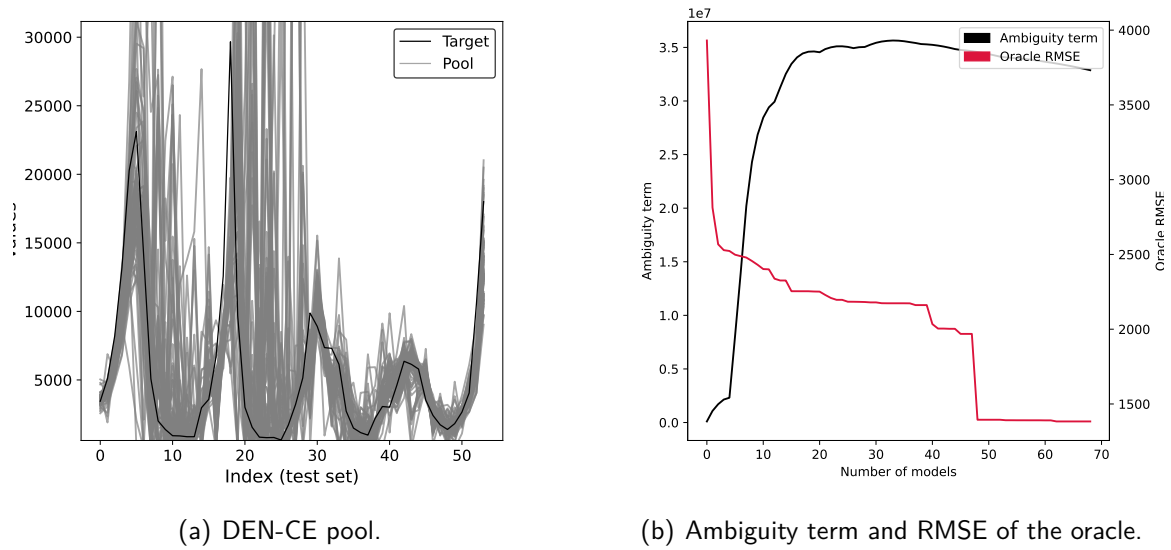 30000
25000
20000
15000
10000
5000
0 10 20 30 40 50
Index (test set)
Target
Pool
(a) DEN-CE pool.
1e7
3.5
3.0
2.5
2.0
1.5
1.0
0.5
0.0
Ambiguity term
0 10 20 30 40 50 60 70
Number of models
4000
3500
3000
2500
2000
1500
Oracle RMSE
Ambiguity term
Oracle RMSE
(b) Ambiguity term and RMSE of the oracle.